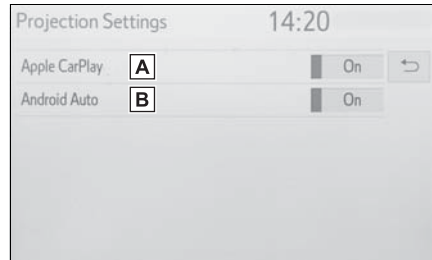 Projection Settings 14:20
Apple CarPlay A On
Android Auto B On